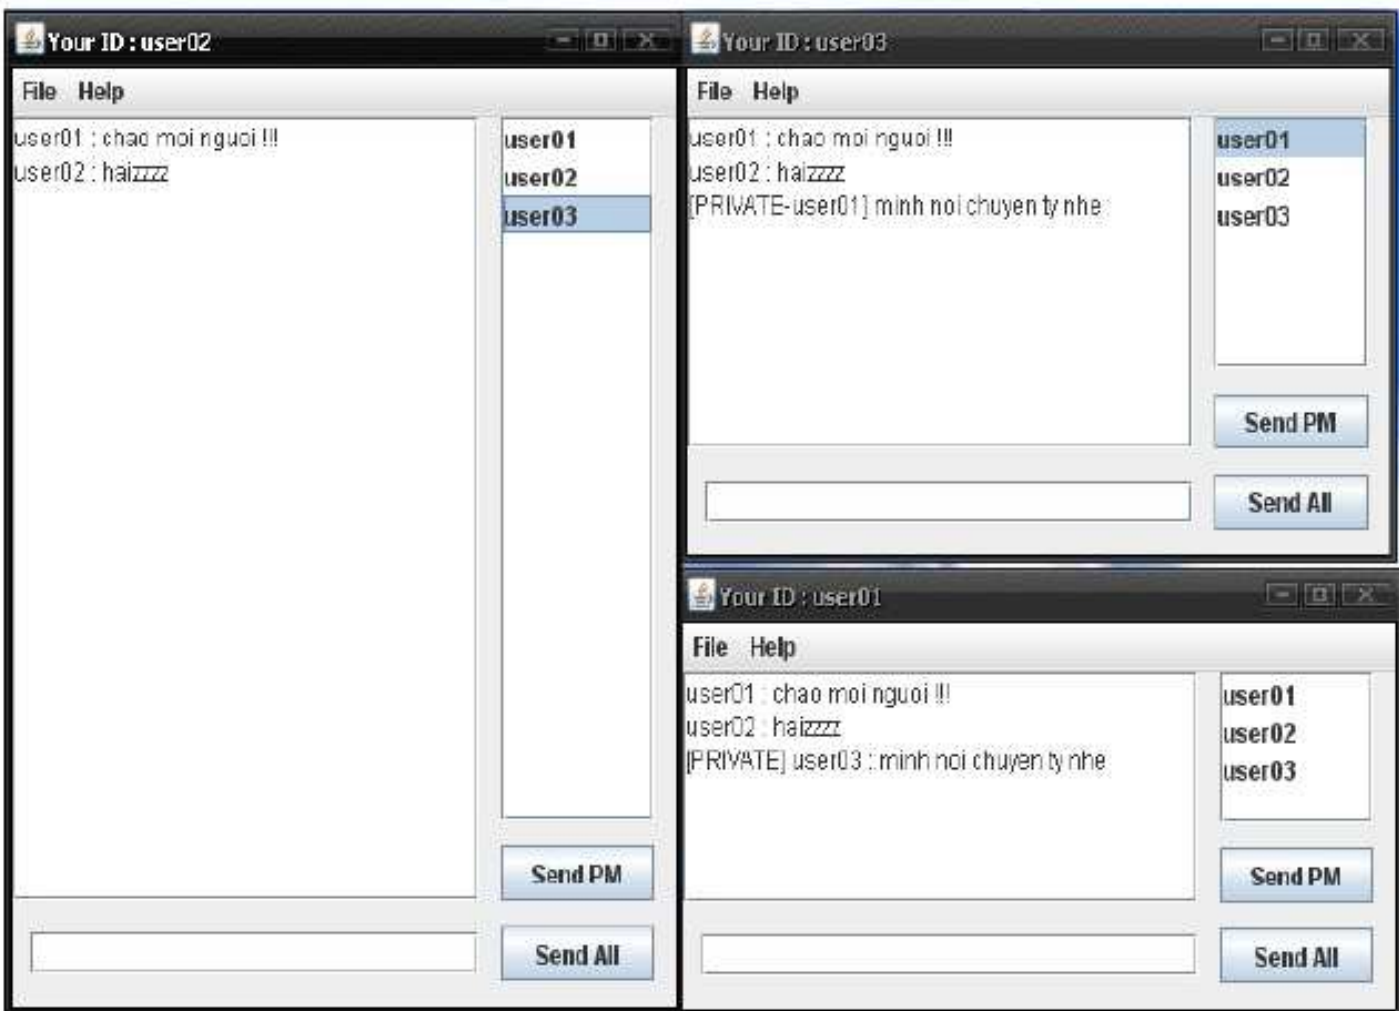 Your ID : user02
File Help
user01 : chao moi nguoi !!!
user02 : haizzzz
user01
user02
user03
Send PM
Send All
Your ID : user03
File Help
user01 : chao moi nguoi !!!
user02 : haizzzz
[PRIVATE-user01] minh noi chuyen ty nhe
user01
user02
user03
Send PM
Send All
Your ID : user01
File Help
user01 : chao moi nguoi !!!
user02 : haizzzz
[PRIVATE] user03 : minh noi chuyen ty nhe
user01
user02
user03
Send PM
Send All